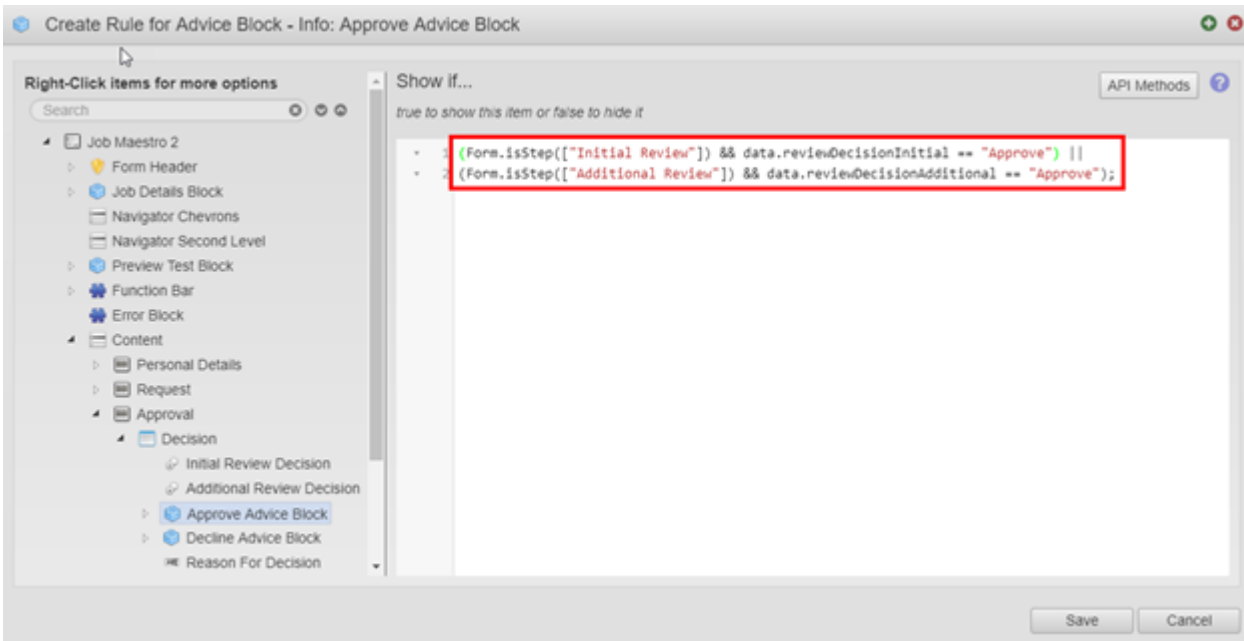 Create Rule for Advice Block - Info: Approve Advice Block
Right-Click items for more options
Search
Job Maestro 2
Form Header
Job Details Block
Navigator Chevrons
Navigator Second Level
Preview Test Block
Function Bar
Error Block
Content
Personal Details
Request
Approval
Decision
Initial Review Decision
Additional Review Decision
Approve Advice Block
Decline Advice Block
Reason For Decision
Show if...
API Methods
?
true to show this item or false to hide it
1 (Form.isStep(["Initial Review"]) && data.reviewDecisionInitial == "Approve") ||
2 (Form.isStep(["Additional Review"]) && data.reviewDecisionAdditional == "Approve");
Save Cancel